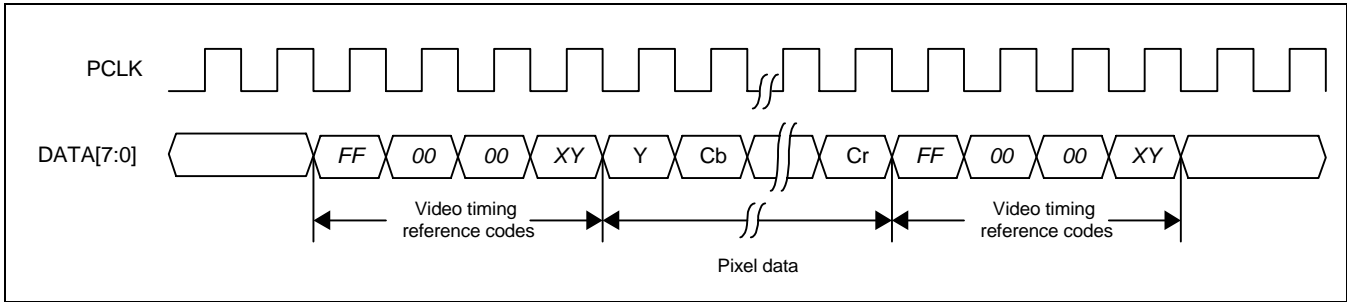 PCLK
DATA[7:0] FF 00 00 XY Y Cb Cr FF 00 00 XY
Video timing Video timing
reference codes reference codes
Pixel data